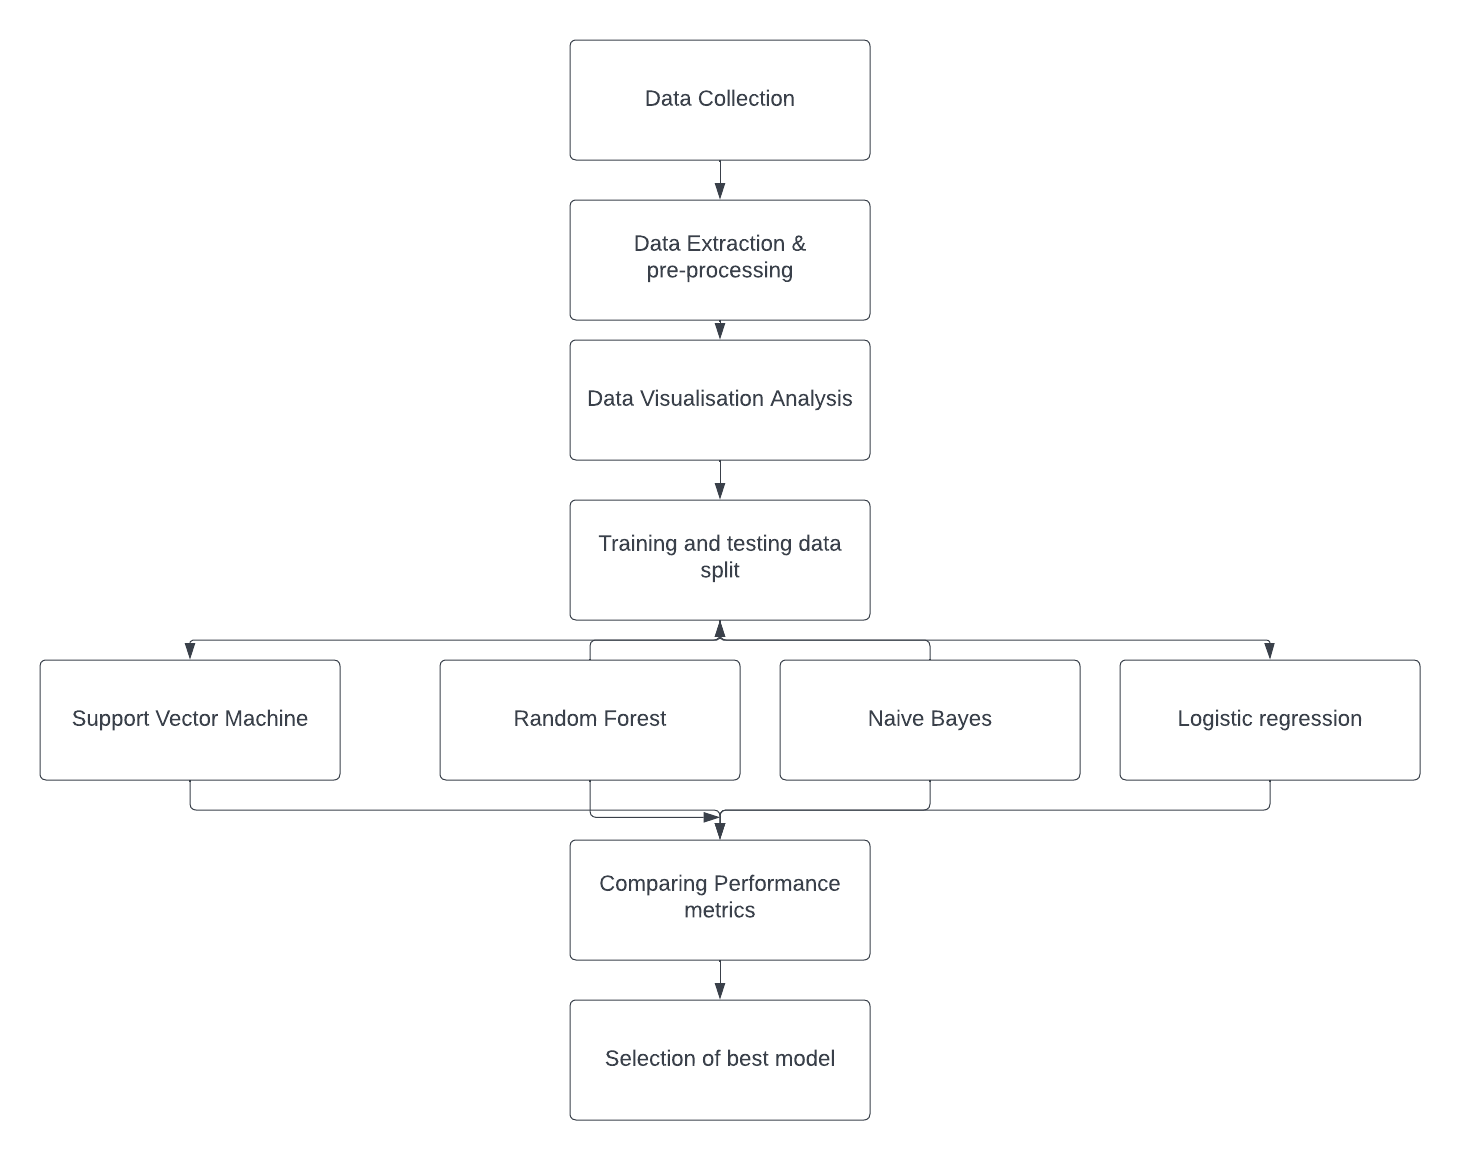 Data Collection
Data Extraction &
pre-processing
Data Visualisation Analysis
Training and testing data
split
Support Vector Machine
Random Forest
Naive Bayes
Logistic regression
Comparing Performance
metrics
Selection of best model